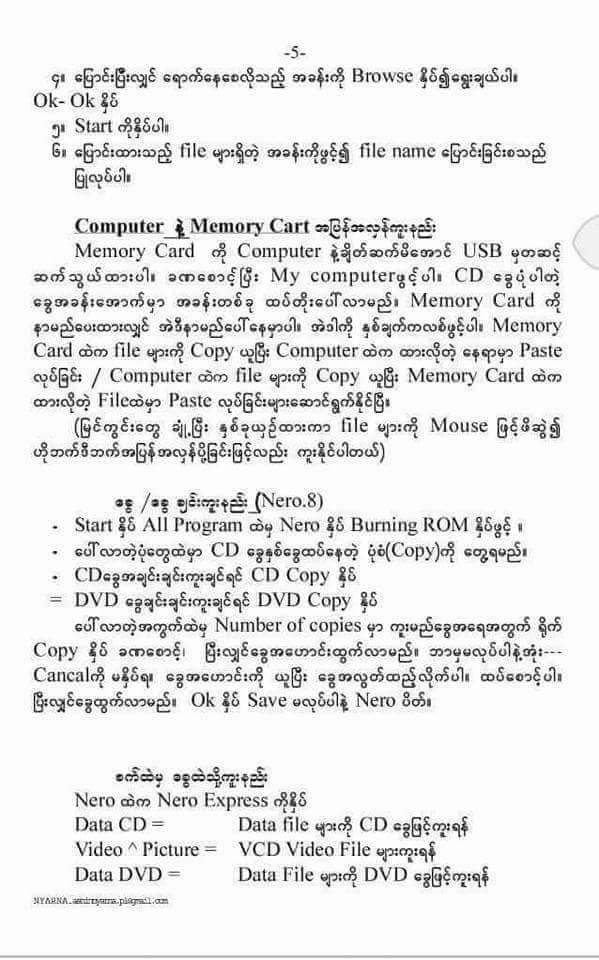 -5-
၄။ ပြောင်းပြီးလျှင် ရောက်နေစေလိုသည့် အခန်းကို Browse နှိပ်၍ရွေးချယ်ပါ။
Ok- Ok နှိပ်
၅။ Start ကိုနှိပ်ပါ။
၆။ ပြောင်းထားသည့် file များရှိတဲ့ အခန်းကိုဖွင့်၍ file name ပြောင်းခြင်းစသည်
ပြုလုပ်ပါ။
Computer နဲ့ Memory Cart အပြန်အလှန်ကူးနည်း
Memory Card ကို Computer နဲ့ချိတ်ဆက်မိအောင် USB မှတဆင့်
ဆက်သွယ်ထားပါ။ ခဏစောင့်ပြီး My computerဖွင့်ပါ။ CD ခွေပုံပါတဲ့
ခွေအခန်းအောက်မှာ အခန်းတစ်ခု ထပ်တိုးပေါ်လာမည်။ Memory Card ကို
နာမည်ပေးထားလျှင် အဲဒီနာမည်ပေါ်နေမှာပါ။ အဲဒါကို နှစ်ချက်ကလစ်ဖွင့်ပါ။ Memory
Card ထဲက file များကို Copy ယူပြီး Computer ထဲက ထားလိုတဲ့ နေရာမှာ Paste
လုပ်ခြင်း / Computer ထဲက file များကို Copy ယူပြီး Memory Card ထဲက
ထားလိုတဲ့ Fileထဲမှာ Paste လုပ်ခြင်းများဆောင်ရွက်နိုင်ပြီ။
(မြင်ကွင်းတွေ ချုံ့ပြီး နှစ်ခုယှဉ်ထားကာ file များကို Mouse ဖြင့်ဖိဆွဲ၍
ဟိုဘက်ဒီဘက်အပြန်အလှန်ပို့ခြင်းဖြင့်လည်း ကူးနိုင်ပါတယ်)
ခွေ /ခွေ ချင်းကူးနည်း (Nero.8)
- Start နှိပ် All Program ထဲမှ Nero နှိပ် Burning ROM နှိပ်ဖွင့် ။
- ပေါ်လာတဲ့ပုံတွေထဲမှာ CD ခွေနှစ်ခွေထပ်နေတဲ့ ပုံစံ(Copy)ကို တွေ့ရမည်။
- CDခွေအချင်းချင်းကူးချင်ရင် CD Copy နှိပ်
= DVD ခွေချင်းချင်းကူးချင်ရင် DVD Copy နှိပ်
ပေါ်လာတဲ့အကွက်ထဲမှ Number of copies မှာ ကူးမည့်ခွေအရေအတွက် ရိုက်
Copy နှိပ် ခဏစောင့်၊ ပြီးလျှင်ခွေအဟောင်းထွက်လာမည်။ ဘာမှမလုပ်ပါနဲ့အုံး---
Cancalကို မနှိပ်ရ။ ခွေအဟောင်းကို ယူပြီး ခွေအလွတ်ထည့်လိုက်ပါ။ ထပ်စောင့်ပါ။
ပြီးလျှင်ခွေထွက်လာမည်။ Ok နှိပ် Save မလုပ်ပါနဲ့ Nero ပိတ်။
စက်ထဲမှ ခွေထဲသို့ကူးနည်း
Nero ထဲက Nero Express ကိုနှိပ်
Data CD = Data file များကို CD ခွေဖြင့်ကူးရန်
Video ^ Picture = VCD Video File များကူးရန်
Data DVD = Data File များကို DVD ခွေဖြင့်ကူးရန်